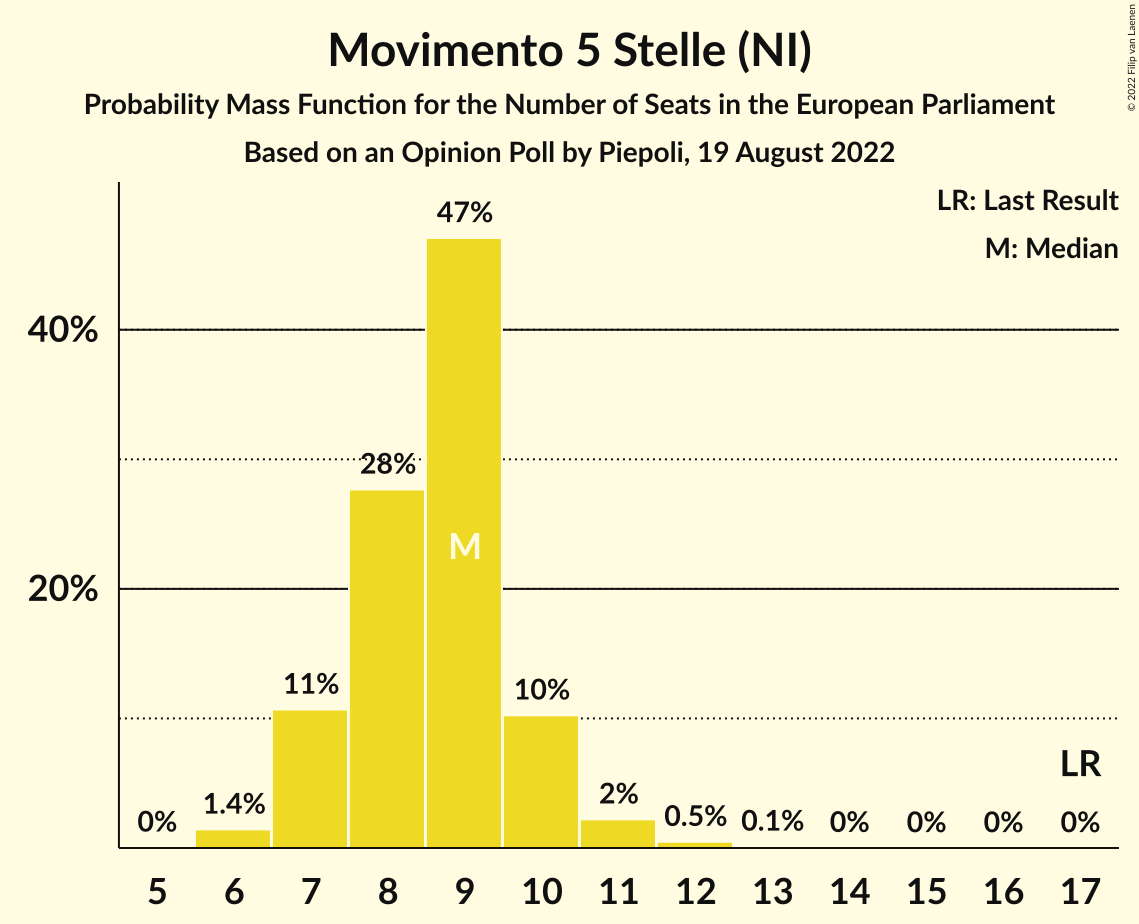 Movimento 5 Stelle (NI)
Probability Mass Function for the Number of Seats in the European Parliament
Based on an Opinion Poll by Piepoli, 19 August 2022
© 2022 Filip van Laenen
LR: Last Result
M: Median
40%
20%
0%
1.4%
11%
28%
47%
M
10%
2%
0.5%
0.1%
0%
0%
0%
LR
0%
5 6 7 8 9 10 11 12 13 14 15 16 17